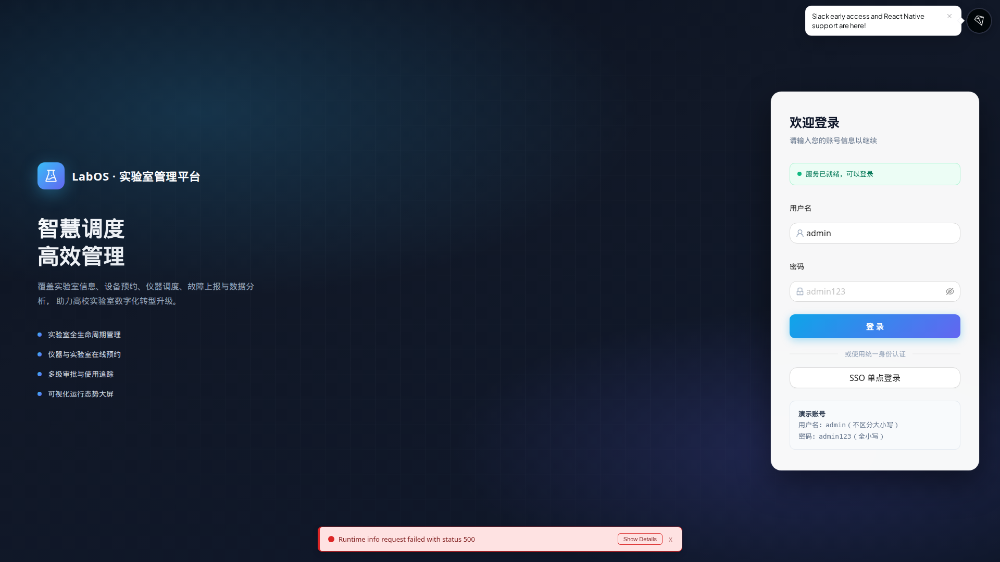 Slack early access and React Native
support are here!
LabOS · 实验室管理平台
智慧调度
高效管理
覆盖实验室信息、设备预约、仪器调度、故障上报与数据分
析， 助力高校实验室数字化转型升级。
实验室全生命周期管理
仪器与实验室在线预约
多级审批与使用追踪
可视化运行态势大屏
欢迎登录
请输入您的账号信息以继续
服务已就绪，可以登录
用户名
admin
密码
admin123
登 录
或使用统一身份认证
SSO 单点登录
演示账号
用户名: admin（不区分大小写）
密码: admin123（全小写）
Runtime info request failed with status 500
Show Details
x